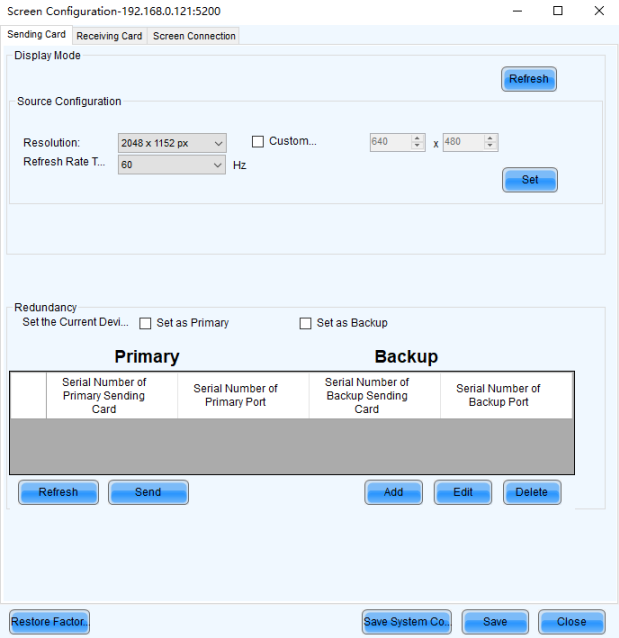 Screen Configuration-192.168.0.121:5200
Sending Card Receiving Card Screen Connection
Display Mode
Refresh
Source Configuration
Resolution: 2048 x 1152 px Custom... 640 x 480
Refresh Rate T... 60 Hz
Set
Redundancy
Set the Current Devi... Set as Primary Set as Backup
Primary Backup
Serial Number of
Primary Sending
Card
Serial Number of
Primary Port
Serial Number of
Backup Sending
Card
Serial Number of
Backup Port
Refresh Send Add Edit Delete
Restore Factor.. Save System Co.. Save Close